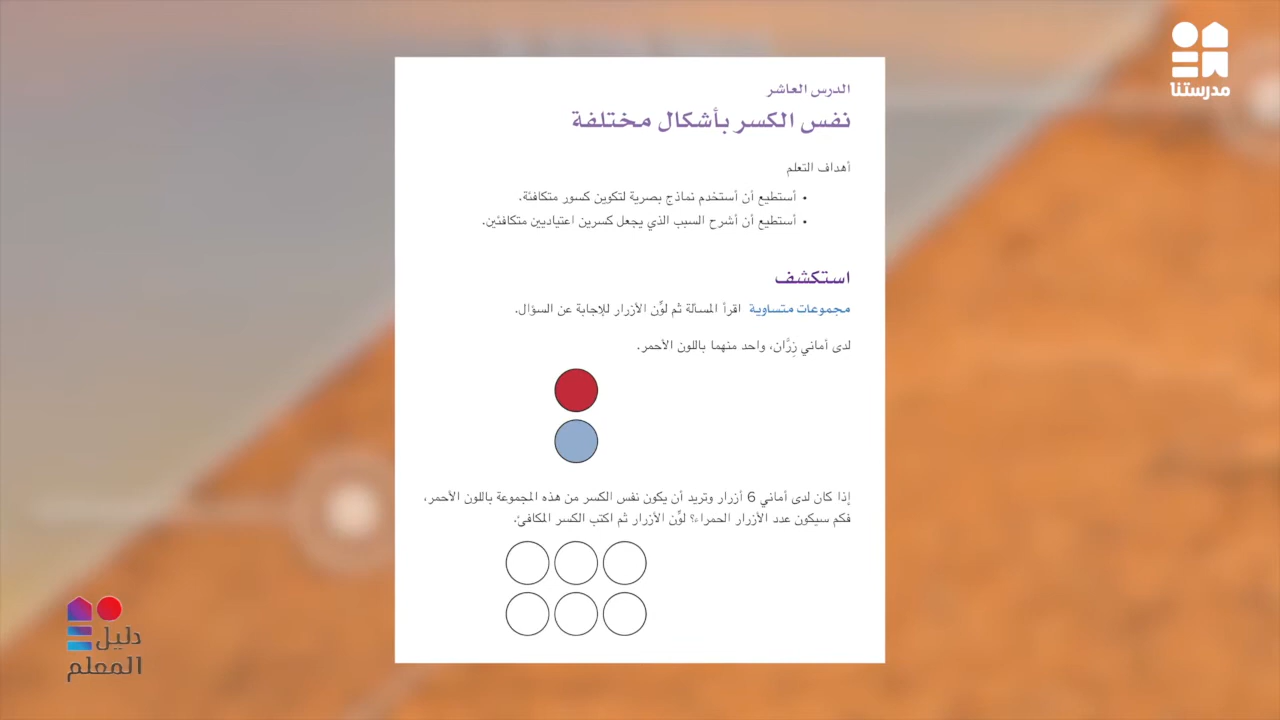 مدرستنا
الدرس العاشر
نفس الكسر بأشكال مختلفة
أهداف التعلم
• أستطيع أن أستخدم نماذج بصرية لتكوين كسور متكافئة.
• أستطيع أن أشرح السبب الذي يجعل كسرين اعتياديين متكافئين.
استكشف
مجموعات متساوية اقرأ المسألة ثم لوِّن الأزرار للإجابة عن السؤال.
لدى أماني زِرَّان، واحد منهما باللون الأحمر.
إذا كان لدى أماني 6 أزرار وتريد أن يكون نفس الكسر من هذه المجموعة باللون الأحمر،
فكم سيكون عدد الأزرار الحمراء؟ لوِّن الأزرار ثم اكتب الكسر المكافئ.
دليل
المعلم